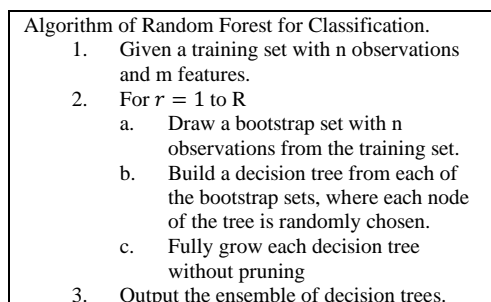 Algorithm of Random Forest for Classification.
1. Given a training set with n observations
and m features.
2. For r = 1 to R
a. Draw a bootstrap set with n
observations from the training set.
b. Build a decision tree from each of
the bootstrap sets, where each node
of the tree is randomly chosen.
c. Fully grow each decision tree
without pruning
3. Output the ensemble of decision trees.